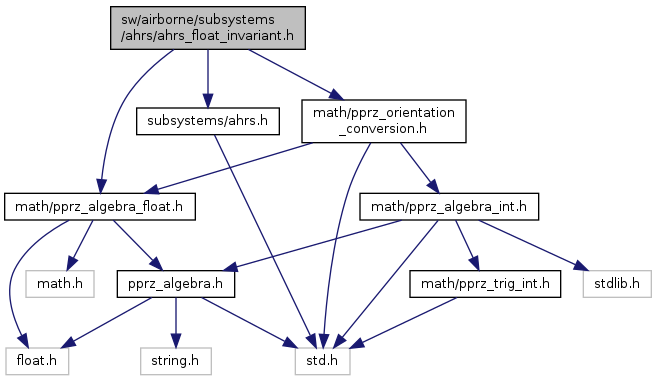 sw/airborne/subsystems
/ahrs/ahrs_float_invariant.h
subsystems/ahrs.h
math/pprz_orientation
_conversion.h
math/pprz_algebra_float.h
math/pprz_algebra_int.h
math.h
pprz_algebra.h
math/pprz_trig_int.h
stdlib.h
float.h
string.h
std.h